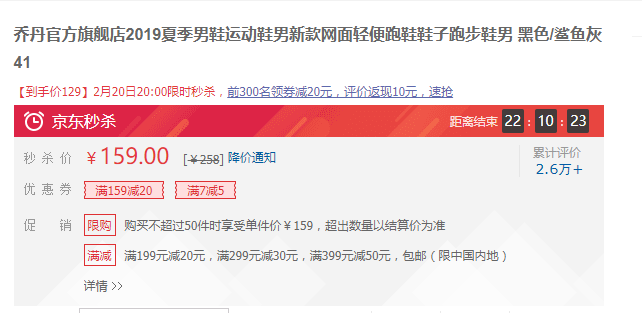 乔丹官方旗舰店2019夏季男鞋运动鞋男新款网面轻便跑鞋鞋子跑步鞋男 黑色/鲨鱼灰
41
【到手价129】2月20日20:00限时秒杀，前300名领券减20元，评价返现10元，速抢
京东秒杀 距离结束 22 : 10 : 23
秒杀价 ￥159.00 [￥258] 降价通知 累计评价
2.6万+
优惠券 满159减20 满7减5
促销 限购 购买不超过50件时享受单件价￥159，超出数量以结算价为准
满减 满199元减20元，满299元减30元，满399元减50元，包邮（限中国内地）
详情 >>